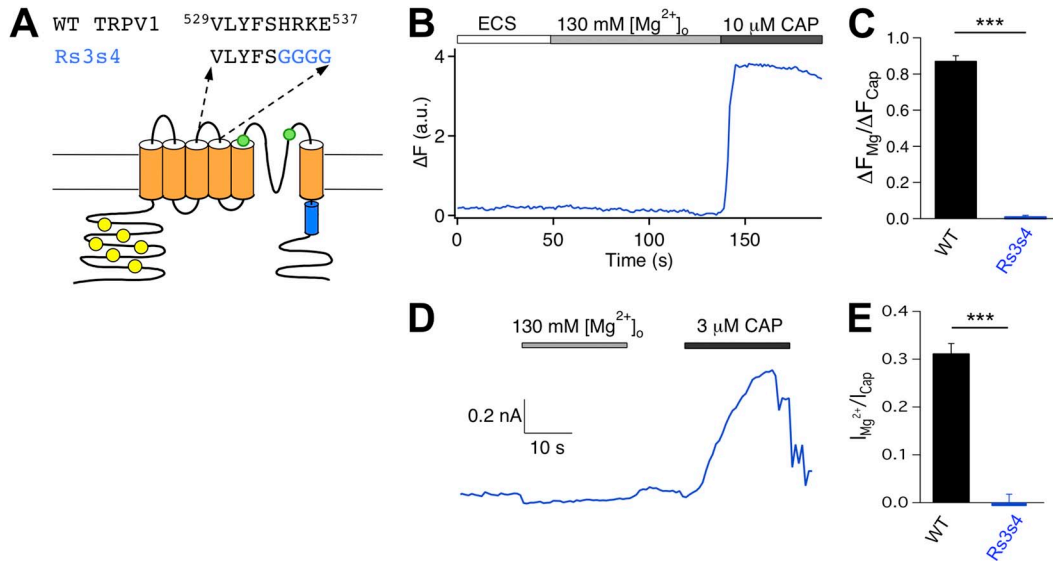 A
WT TRPV1 ⁵²⁹VLYFSHRKE⁵³⁷
Rs3s4 VLYFSGGGG
B
ECS 130 mM [Mg²⁺]ₒ 10 μM CAP
ΔF (a.u.)
4
2
0
0 50 100 150
Time (s)
C
***
ΔF_Mg/ΔF_Cap
1.0
0.8
0.6
0.4
0.2
0.0
WT
Rs3s4
D
130 mM [Mg²⁺]ₒ 3 μM CAP
0.2 nA
10 s
E
***
I_Mg²⁺/I_Cap
0.4
0.3
0.2
0.1
0.0
WT
Rs3s4